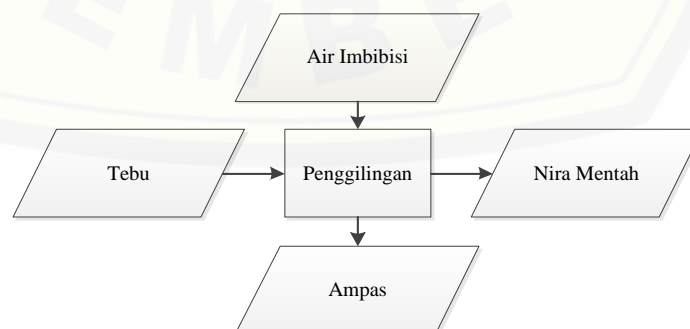 Air Imbibisi
Tebu
Penggilingan
Nira Mentah
Ampas